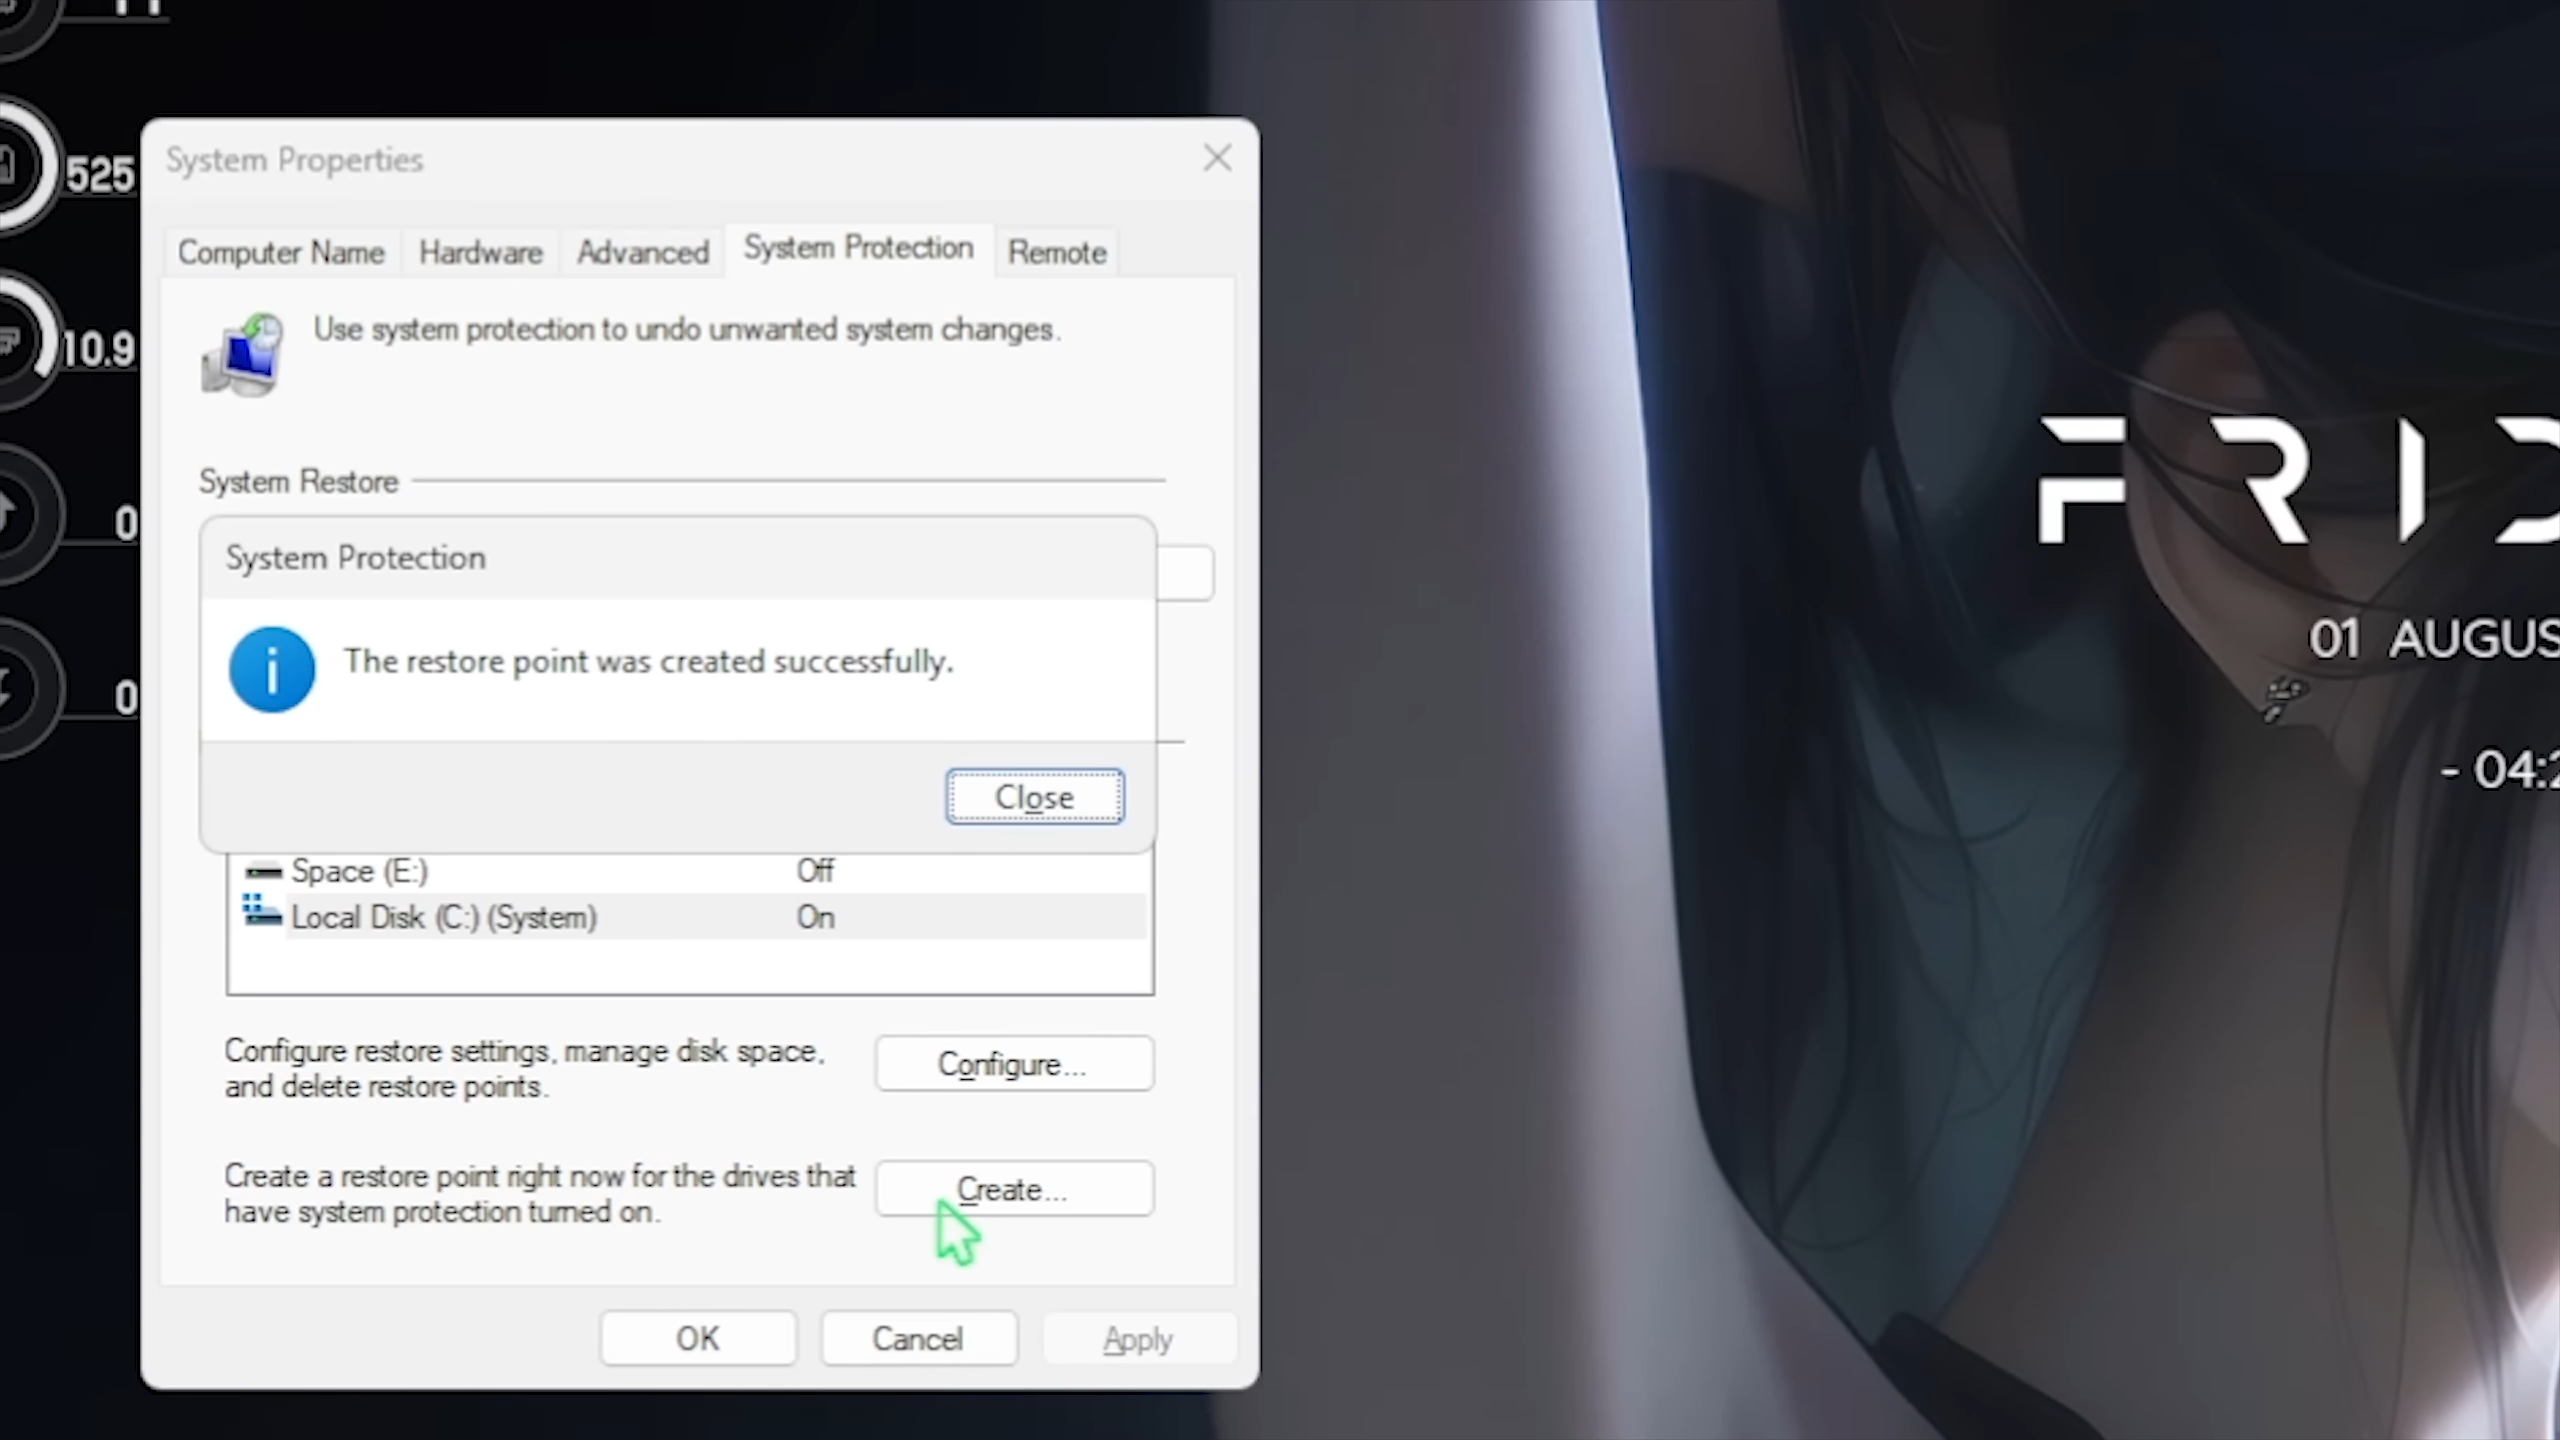 System Properties
Computer Name Hardware Advanced System Protection Remote
Use system protection to undo unwanted system changes.
System Restore
System Protection
The restore point was created successfully.
Close
Space (E:) Off
Local Disk (C:) (System) On
Configure restore settings, manage disk space,
and delete restore points.
Configure...
Create a restore point right now for the drives that
have system protection turned on.
Create...
OK Cancel Apply
525
10.9
0
0
FRID
01 AUGUS
- 04:2